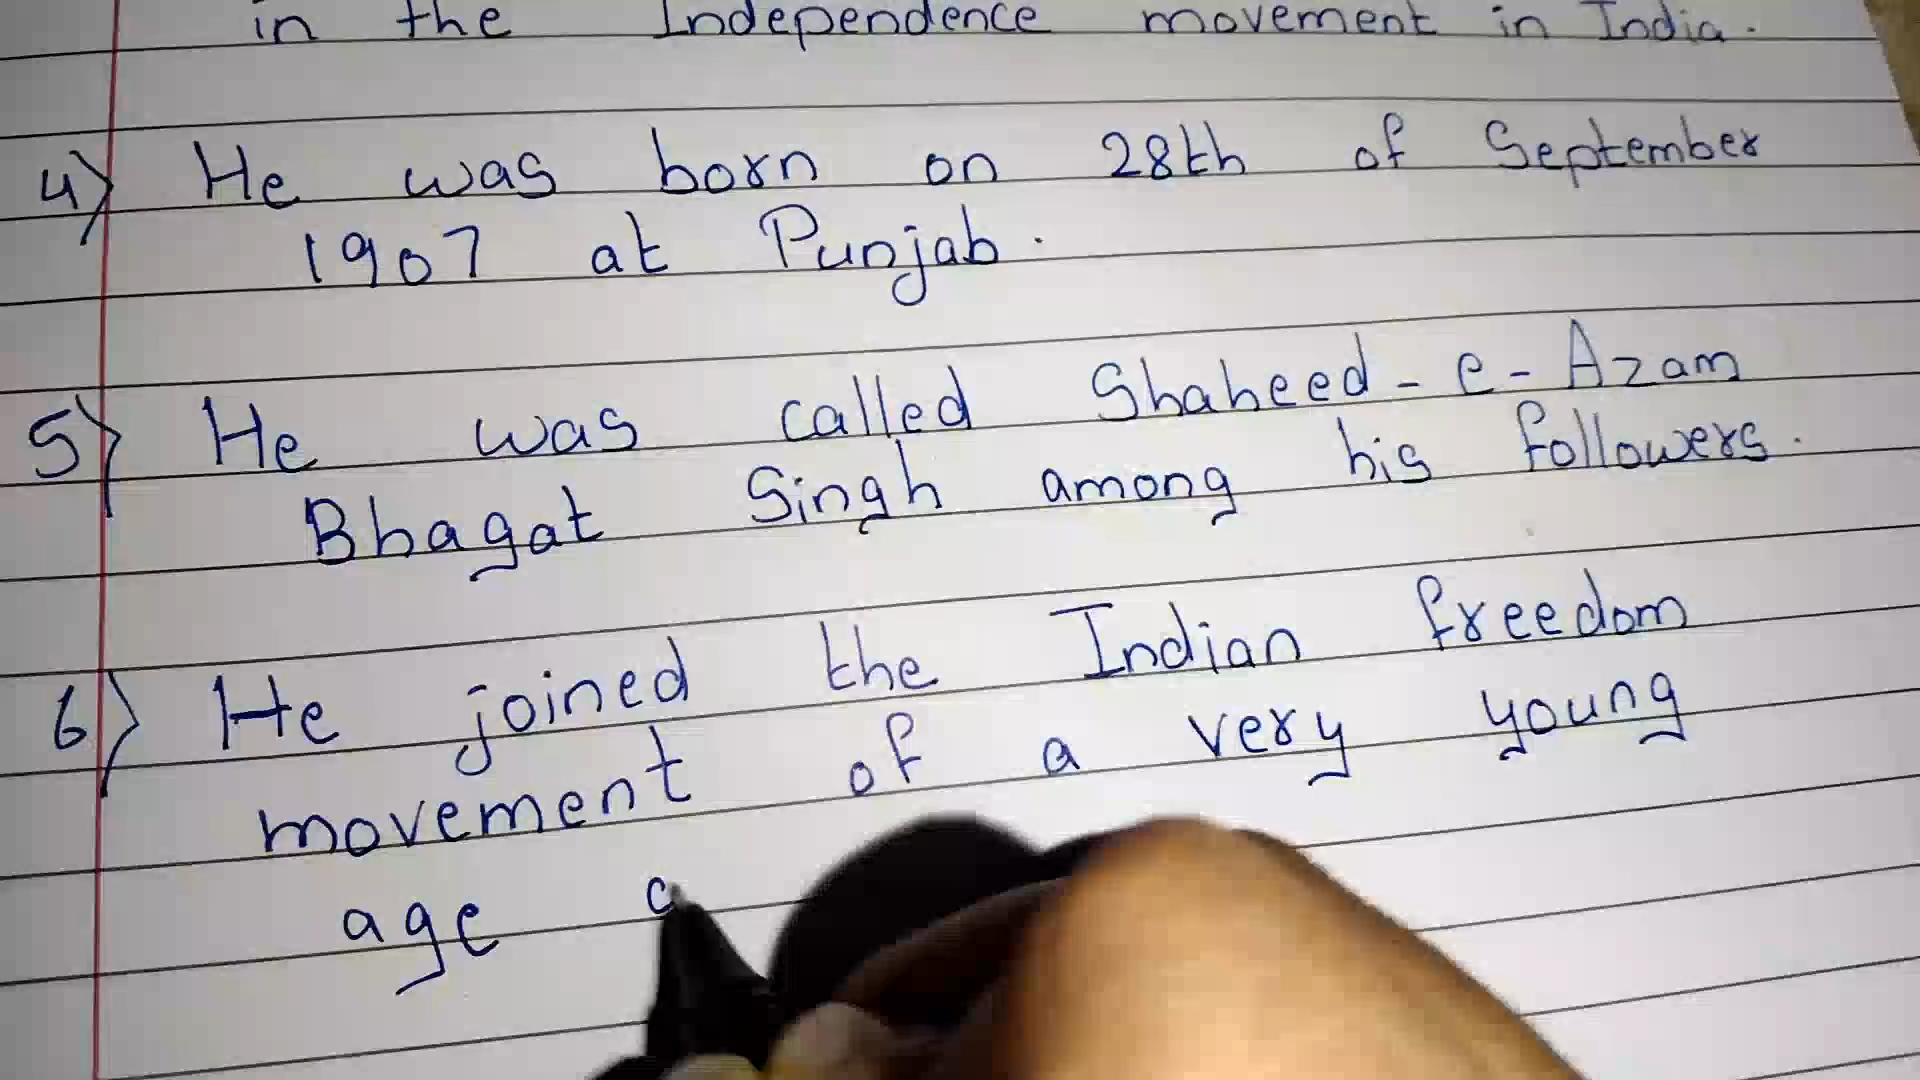 in the Independence movement in India.
4) He was born on 28th of September
1907 at Punjab.
5) He was called Shaheed-e-Azam
Bhagat Singh among his followers.
6) He joined the Indian freedom
movement of a very young
age